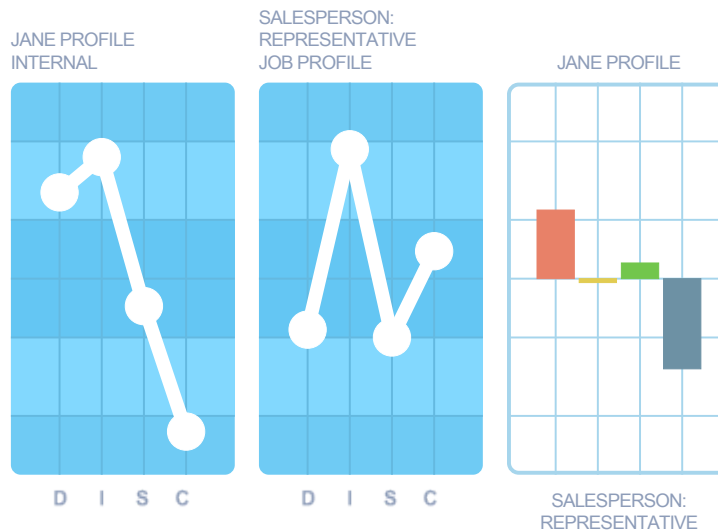 JANE PROFILE
INTERNAL
SALESPERSON:
REPRESENTATIVE
JOB PROFILE
JANE PROFILE
D I S C
D I S C
SALESPERSON:
REPRESENTATIVE